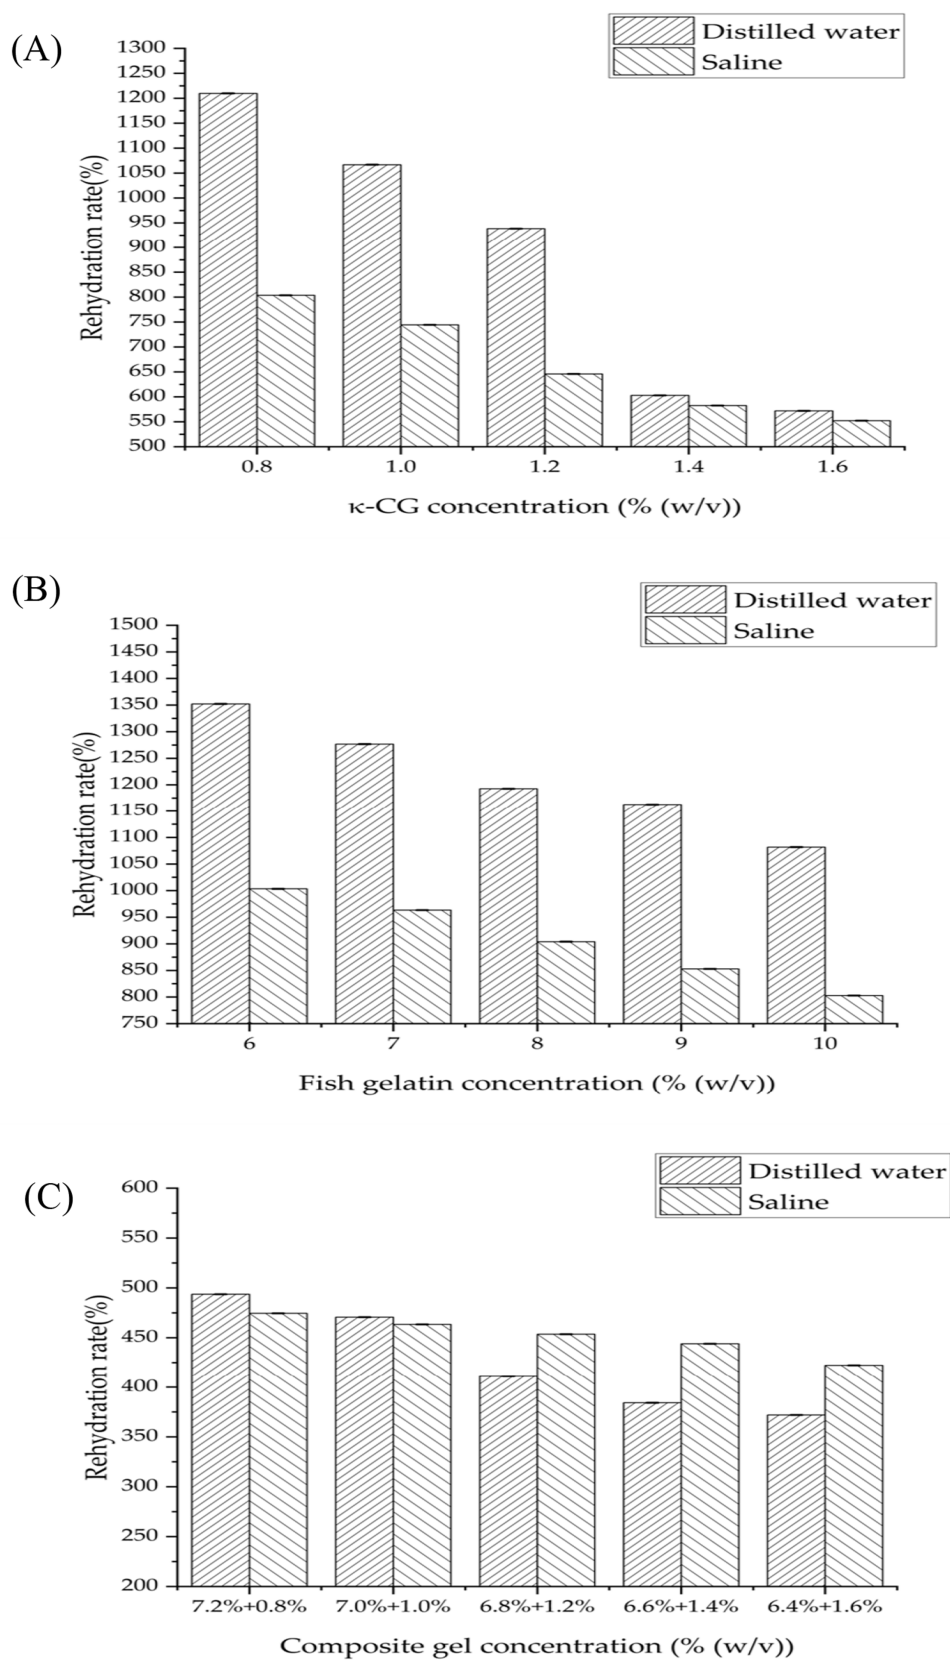 (A)
Distilled water
Saline
1300
1250
1200
1150
1100
1050
1000
950
900
850
800
750
700
650
600
550
500
Rehydration rate(%)
0.8 1.0 1.2 1.4 1.6
κ-CG concentration (% (w/v))
(B)
Distilled water
Saline
1500
1450
1400
1350
1300
1250
1200
1150
1100
1050
1000
950
900
850
800
750
Rehydration rate(%)
6 7 8 9 10
Fish gelatin concentration (% (w/v))
(C)
Distilled water
Saline
600
550
500
450
400
350
300
250
200
Rehydration rate(%)
7.2%+0.8% 7.0%+1.0% 6.8%+1.2% 6.6%+1.4% 6.4%+1.6%
Composite gel concentration (% (w/v))